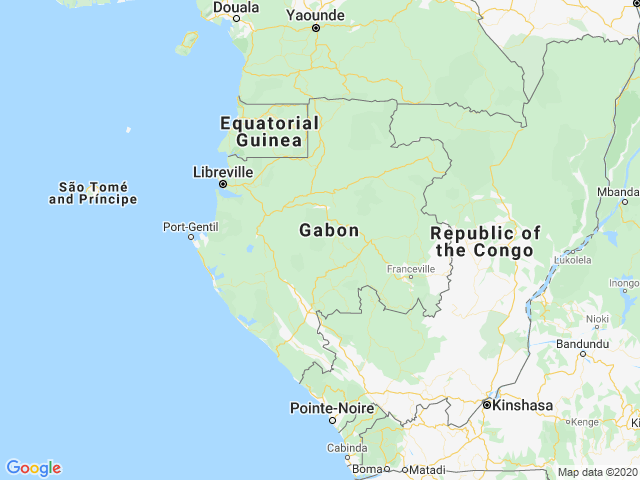 Douala
Yaounde
Equatorial
Guinea
São Tomé
and Príncipe
Libreville
Mbanda
Port-Gentil
Gabon
Republic of
the Congo
Lukolela
Franceville
Inongo
Nioki
Bandundu
Pointe-Noire
Kinshasa
Kenge
Ki
Cabinda
Boma
Matadi
Google
Map data ©2020